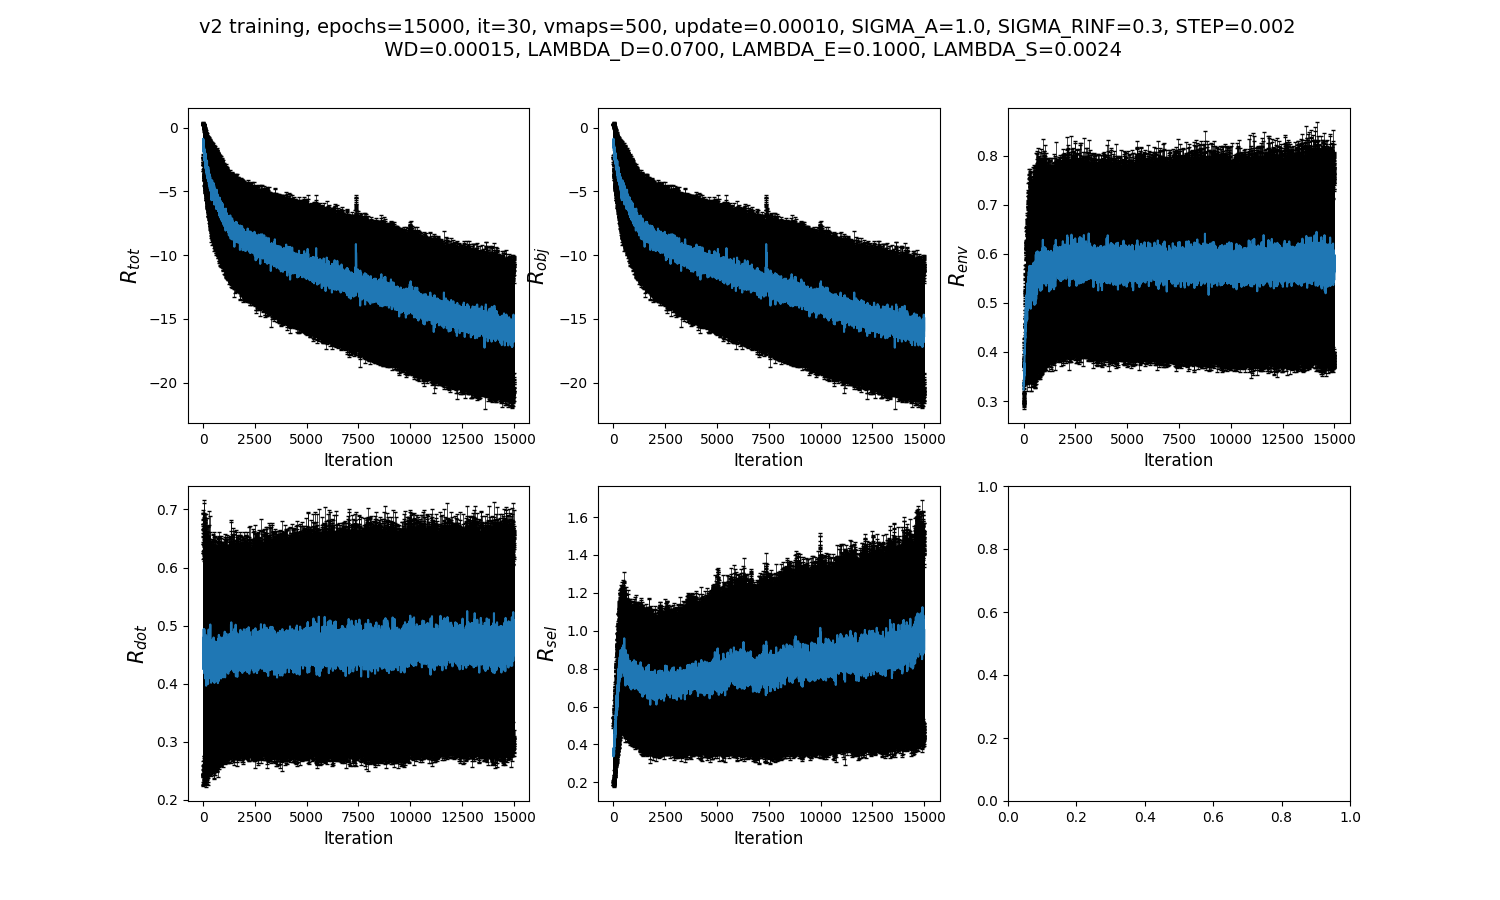 v2 training, epochs=15000, it=30, vmaps=500, update=0.00010, SIGMA_A=1.0, SIGMA_RINF=0.3, STEP=0.002
WD=0.00015, LAMBDA_D=0.0700, LAMBDA_E=0.1000, LAMBDA_S=0.0024
R_tot
0
−5
−10
−15
−20
0 2500 5000 7500 10000 12500 15000
Iteration
R_obj
0
−5
−10
−15
−20
0 2500 5000 7500 10000 12500 15000
Iteration
R_env
0.8
0.7
0.6
0.5
0.4
0.3
0 2500 5000 7500 10000 12500 15000
Iteration
R_dot
0.7
0.6
0.5
0.4
0.3
0.2
0 2500 5000 7500 10000 12500 15000
Iteration
R_sel
1.6
1.4
1.2
1.0
0.8
0.6
0.4
0.2
0 2500 5000 7500 10000 12500 15000
Iteration
1.0
0.8
0.6
0.4
0.2
0.0
0.0 0.2 0.4 0.6 0.8 1.0